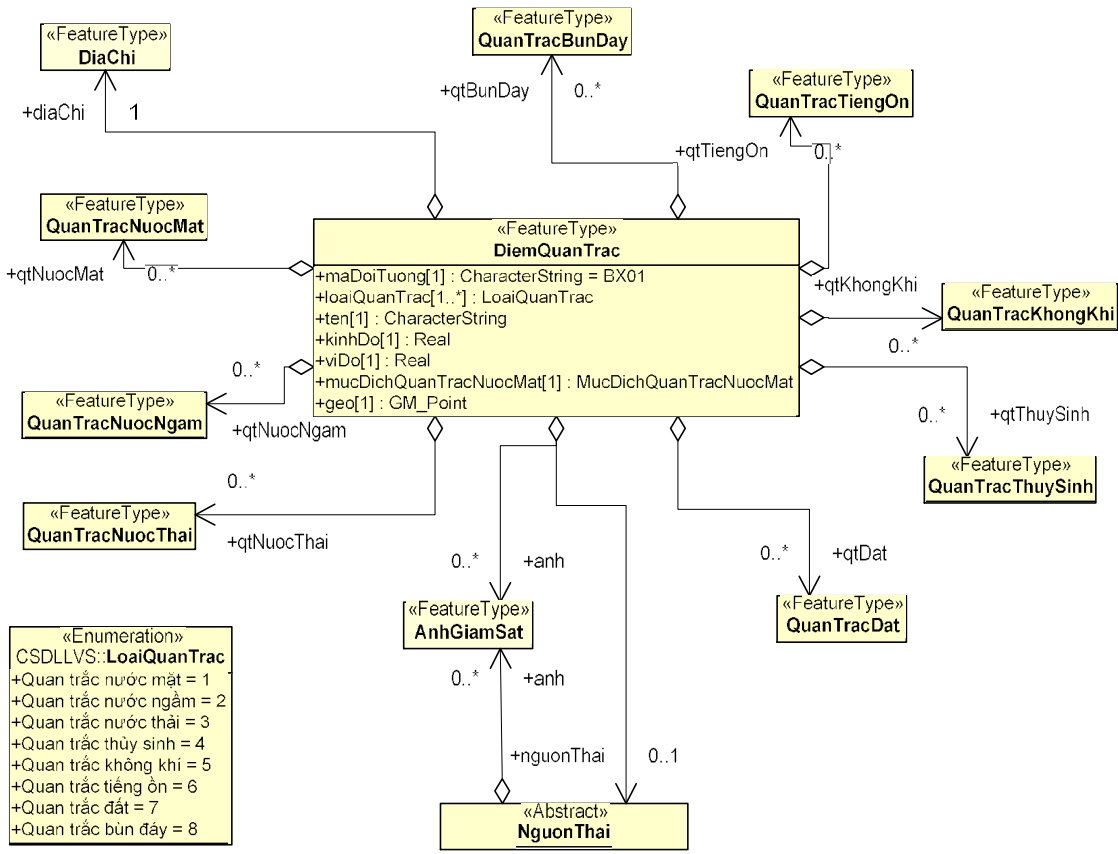 «FeatureType»
DiaChi
+diaChi
1
«FeatureType»
QuanTracBunDay
+qtBunDay
0..*
«FeatureType»
QuanTracTiengOn
+qtTiengOn
0..*
«FeatureType»
QuanTracNuocMat
+qtNuocMat
0..*
«FeatureType»
DiemQuanTrac
+maDoiTuong[1] : CharacterString = BX01
+loaiQuanTrac[1..*] : LoaiQuanTrac
+ten[1] : CharacterString
+kinhDo[1] : Real
+viDo[1] : Real
+mucDichQuanTracNuocMat[1] : MucDichQuanTracNuocMat
+geo[1] : GM_Point
+qtKhongKhi
«FeatureType»
QuanTracKhongKhi
0..*
0..*
«FeatureType»
QuanTracNuocNgam
+qtNuocNgam
0..*
+qtThuySinh
«FeatureType»
QuanTracThuySinh
0..*
«FeatureType»
QuanTracNuocThai
+qtNuocThai
0..*
+anh
0..*
+qtDat
«FeatureType»
AnhGiamSat
«FeatureType»
QuanTracDat
0..*
+anh
+nguonThai
0..1
«Abstract»
NguonThai
«Enumeration»
CSDLLVS::LoaiQuanTrac
+Quan trắc nước mặt = 1
+Quan trắc nước ngầm = 2
+Quan trắc nước thải = 3
+Quan trắc thủy sinh = 4
+Quan trắc không khí = 5
+Quan trắc tiếng ồn = 6
+Quan trắc đất = 7
+Quan trắc bùn đáy = 8